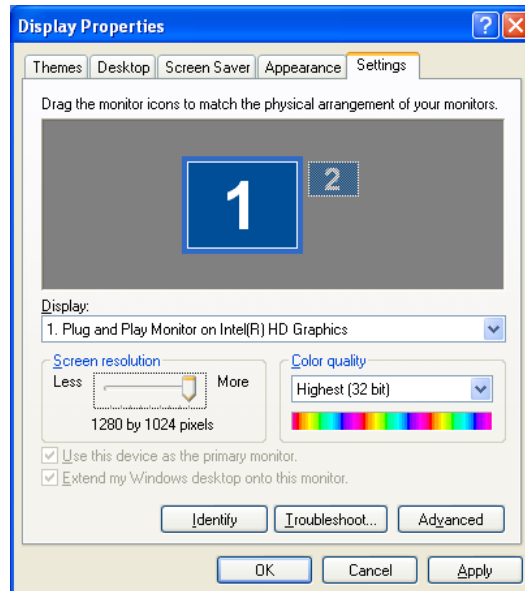 Display Properties
Themes Desktop Screen Saver Appearance Settings
Drag the monitor icons to match the physical arrangement of your monitors.
1 2
Display:
1. Plug and Play Monitor on Intel(R) HD Graphics
Screen resolution
Less More
1280 by 1024 pixels
Color quality
Highest (32 bit)
Use this device as the primary monitor.
Extend my Windows desktop onto this monitor.
Identify Troubleshoot... Advanced
OK Cancel Apply